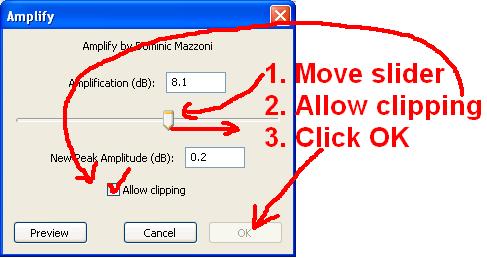 Amplify
Amplify by Dominic Mazzoni
Amplification (dB): 8.1
1. Move slider
2. Allow clipping
3. Click OK
New Peak Amplitude (dB): 0.2
Allow clipping
Preview Cancel OK